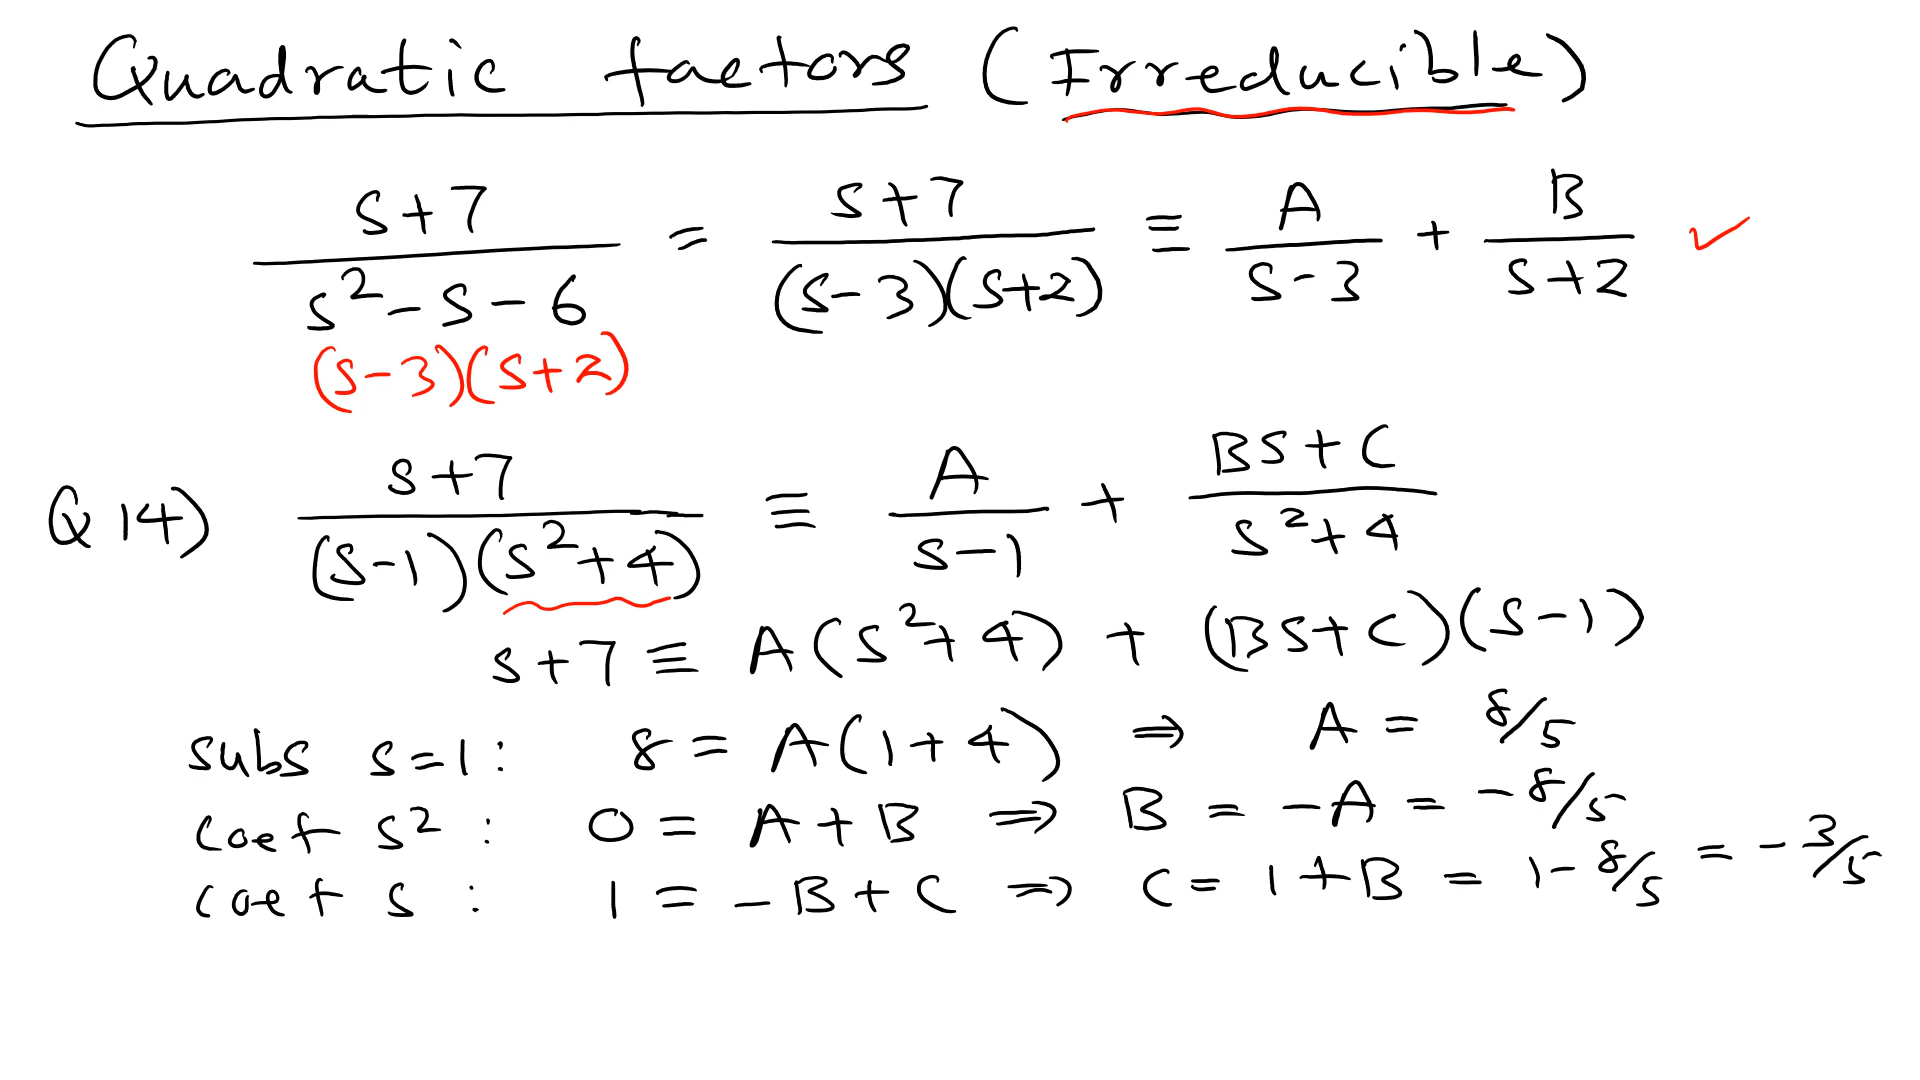 Quadratic factors (Irreducible)
(s+7)/(s²-s-6) = (s+7)/((s-3)(s+2)) ≡ A/(s-3) + B/(s+2) ✓
(s-3)(s+2)
Q 14) (s+7)/((s-1)(s²+4)) ≡ A/(s-1) + (Bs+C)/(s²+4)
s+7 ≡ A(s²+4) + (Bs+C)(s-1)
subs s=1: 8 = A(1+4) ⇒ A = 8/5
coef s² : 0 = A+B ⇒ B = -A = -8/5
coef s : 1 = -B+C ⇒ C = 1+B = 1-8/5 = -3/5